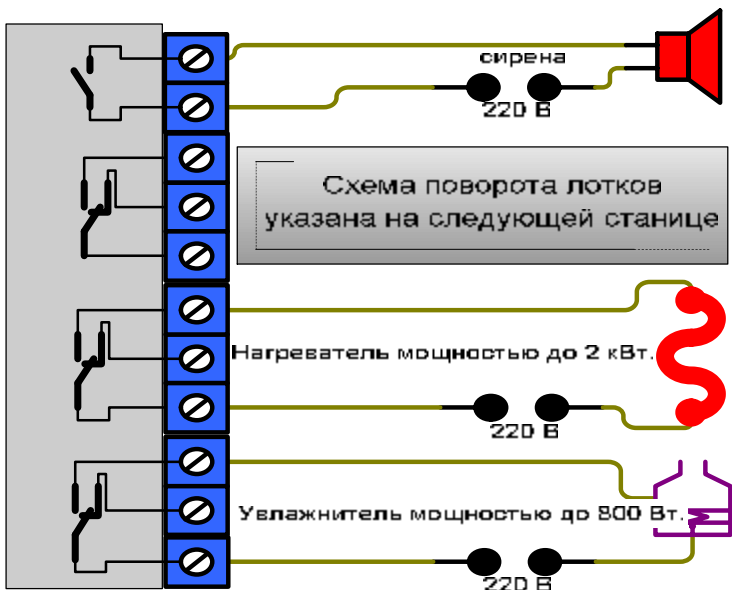 сирена
220 В
Схема поворота лотков
указана на следующей станице
Нагреватель мощностью до 2 кВт.
220 В
Увлажнитель мощностью до 800 Вт.
220 В